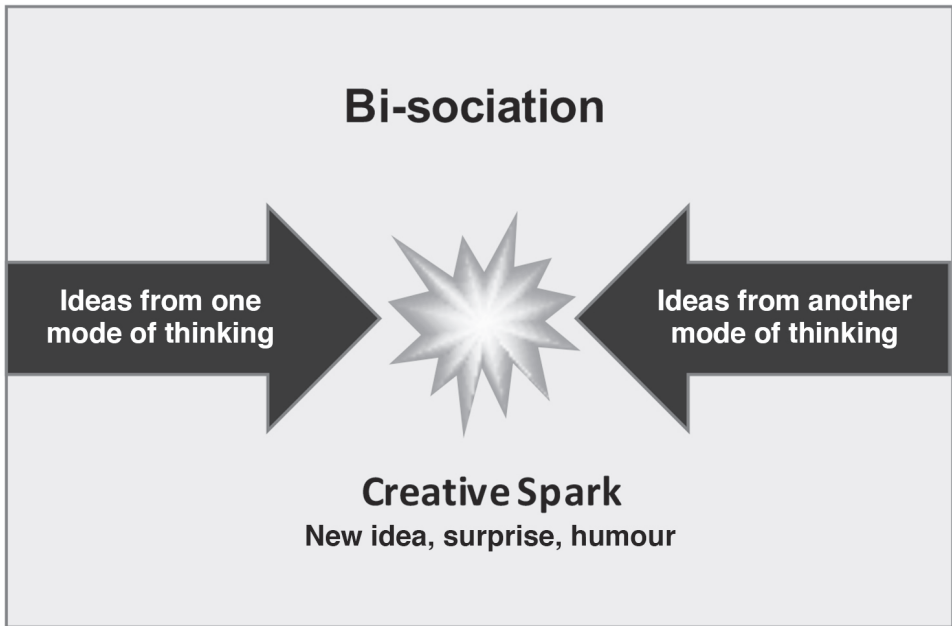 Bi-sociation
Ideas from one
mode of thinking
Ideas from another
mode of thinking
Creative Spark
New idea, surprise, humour